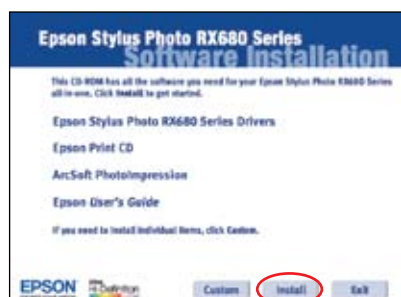 Epson Stylus Photo RX680 Series
Software Installation
This CD-ROM has all the software you need for your Epson Stylus Photo RX680 Series
all-in-one. Click Install to get started.
Epson Stylus Photo RX680 Series Drivers
Epson Print CD
ArcSoft PhotoImpression
Epson User's Guide
If you need to install individual items, click Custom.
EPSON
Hi-Definition
Custom
Install
Exit